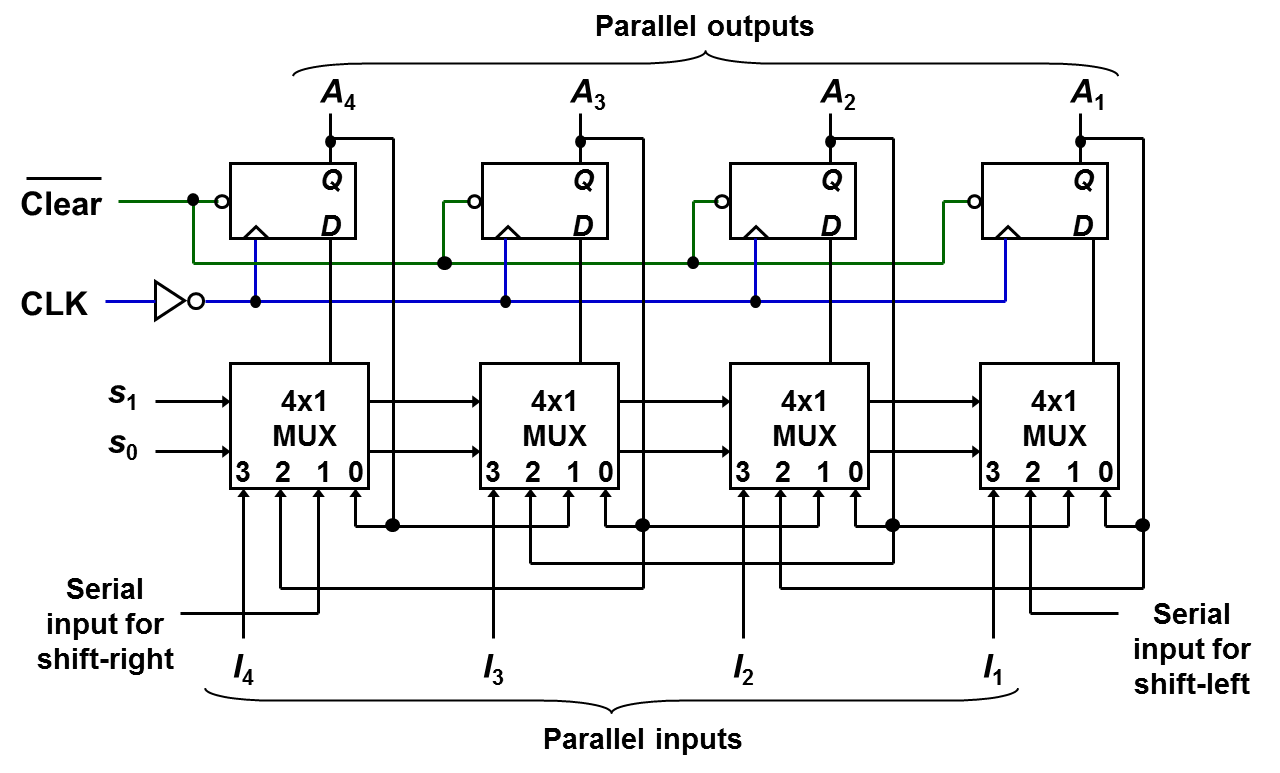 Parallel outputs
A4 A3 A2 A1
Q Q Q Q
Clear
D D D D
CLK
s1 4x1 4x1 4x1 4x1
MUX MUX MUX MUX
s0
3 2 1 0 3 2 1 0 3 2 1 0 3 2 1 0
Serial
input for
shift-right
Serial
input for
shift-left
I4 I3 I2 I1
Parallel inputs